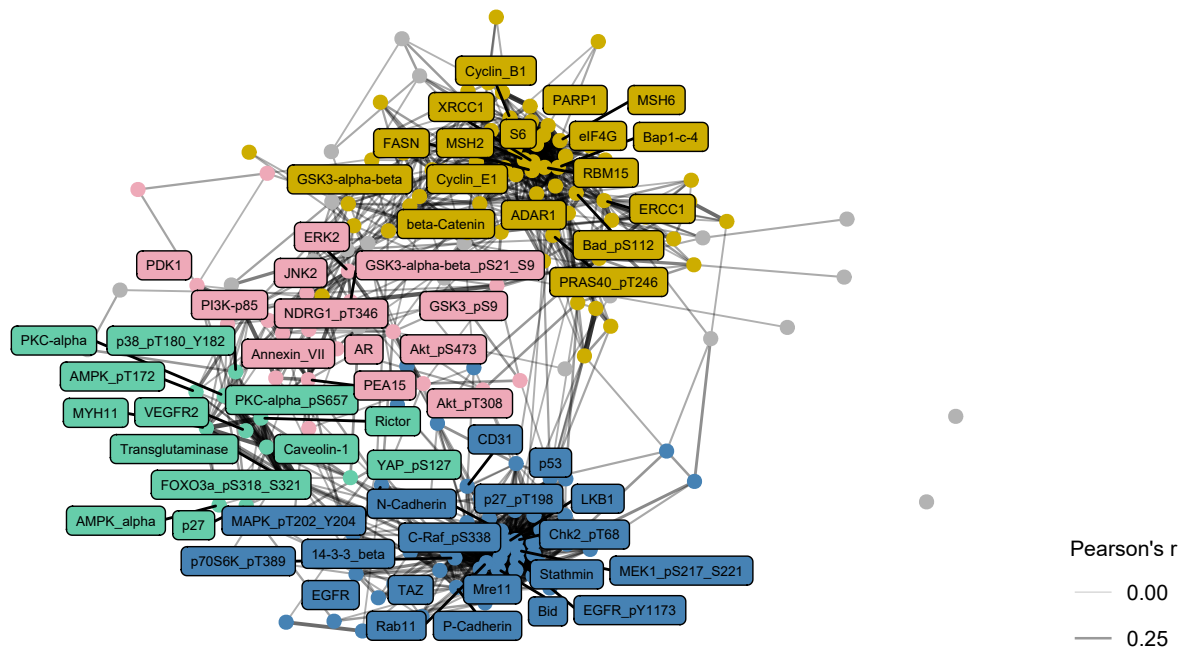 Cyclin_B1
XRCC1
PARP1
MSH6
FASN
MSH2
S6
eIF4G
Bap1-c-4
GSK3-alpha-beta
Cyclin_E1
RBM15
beta-Catenin
ADAR1
ERCC1
ERK2
Bad_pS112
PDK1
JNK2
GSK3-alpha-beta_pS21_S9
PRAS40_pT246
PI3K-p85
NDRG1_pT346
GSK3_pS9
PKC-alpha
p38_pT180_Y182
Annexin_VII
AR
Akt_pS473
AMPK_pT172
PKC-alpha_pS657
PEA15
Akt_pT308
MYH11
VEGFR2
Rictor
Transglutaminase
Caveolin-1
CD31
YAP_pS127
p53
FOXO3a_pS318_S321
N-Cadherin
p27_pT198
LKB1
AMPK_alpha
p27
MAPK_pT202_Y204
C-Raf_pS338
Chk2_pT68
p70S6K_pT389
14-3-3_beta
Stathmin
MEK1_pS217_S221
EGFR
TAZ
Mre11
Bid
EGFR_pY1173
Rab11
P-Cadherin
Pearson's r
0.00
0.25